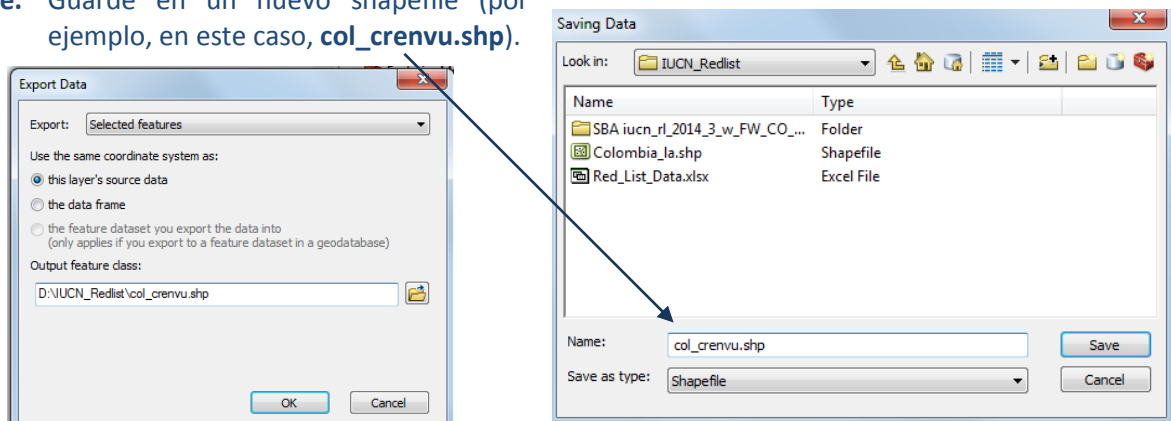 e. Guarde en un nuevo shapefile (por
ejemplo, en este caso, col_crenvu.shp).
Export Data
Export: Selected features
Use the same coordinate system as:
this layer's source data
the data frame
the feature dataset you export the data into
(only applies if you export to a feature dataset in a geodatabase)
Output feature class:
D:\IUCN_Redlist\col_crenvu.shp
OK Cancel
Saving Data
Look in: IUCN_Redlist
Name Type
SBA iucn_rl_2014_3_w_FW_CO_... Folder
Colombia_la.shp Shapefile
Red_List_Data.xlsx Excel File
Name: col_crenvu.shp Save
Save as type: Shapefile Cancel